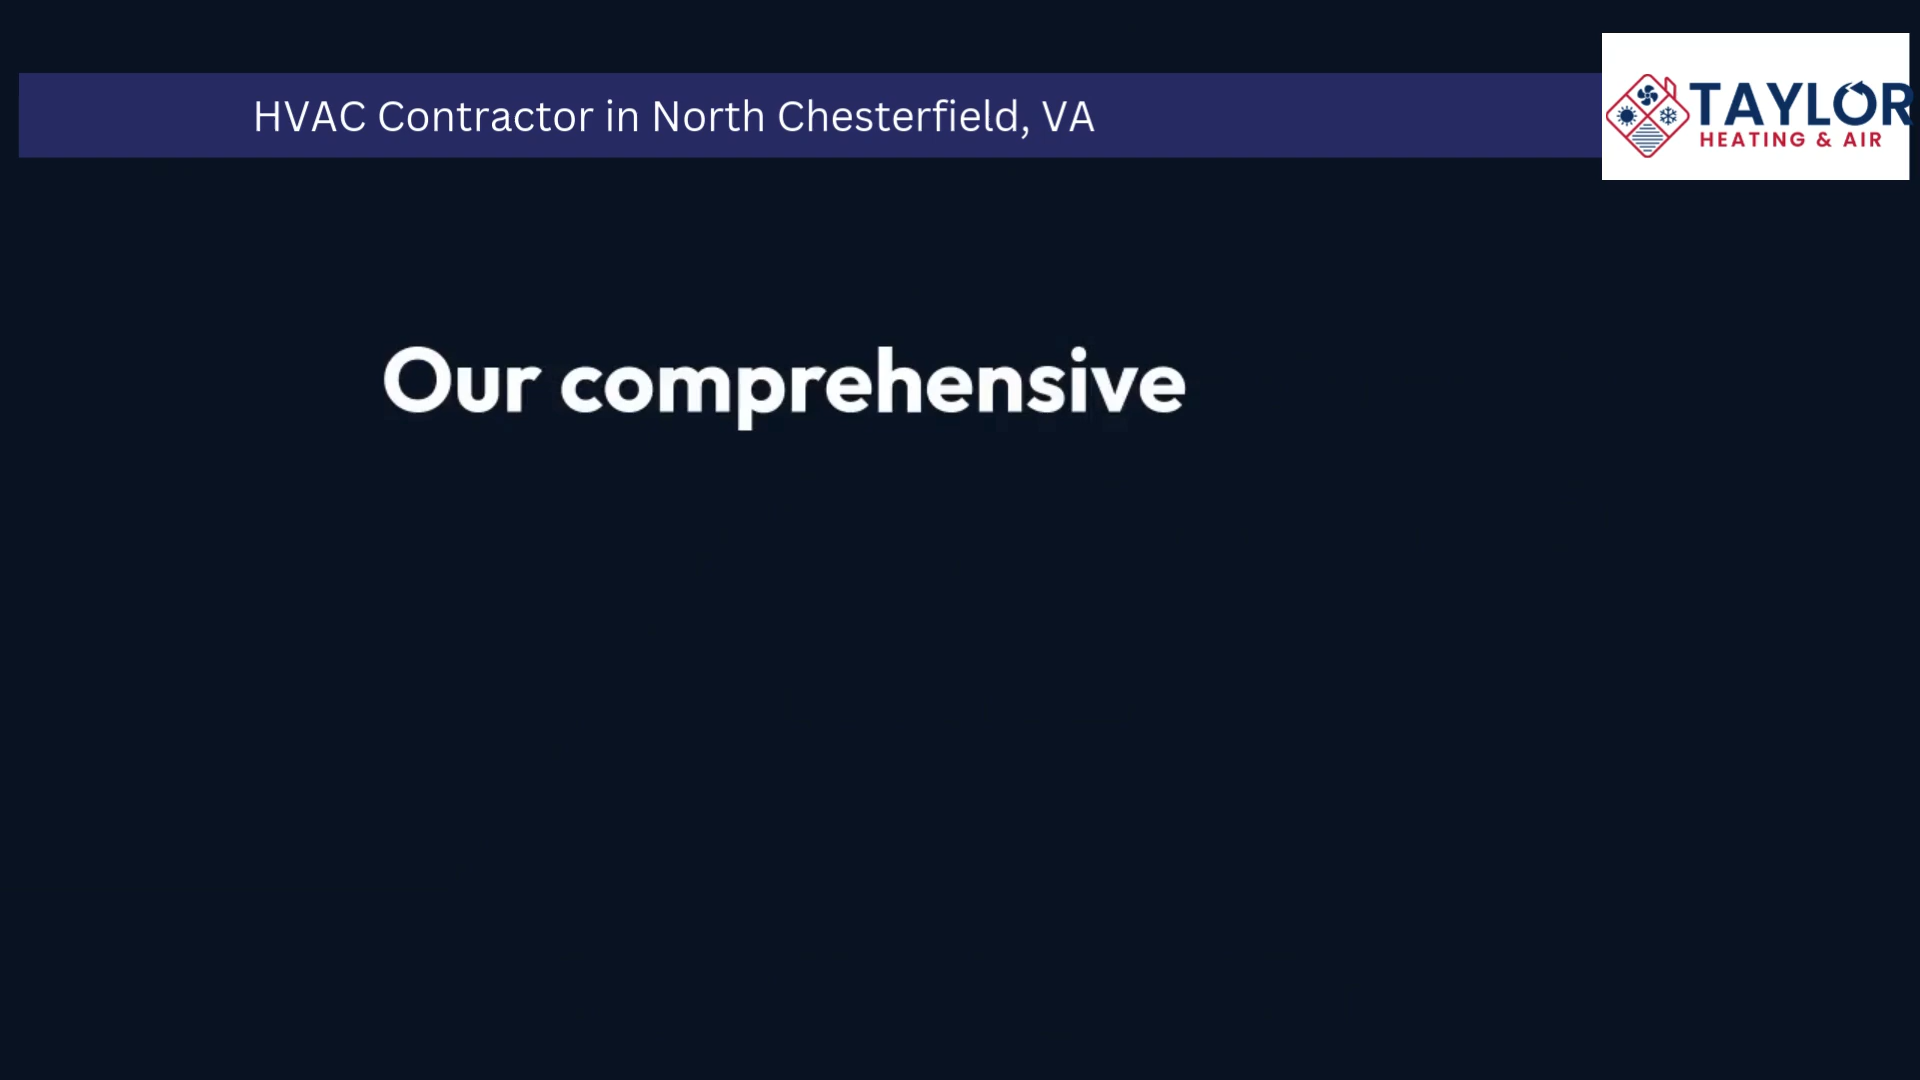 HVAC Contractor in North Chesterfield, VA
TAYLOR
HEATING & AIR
Our comprehensive